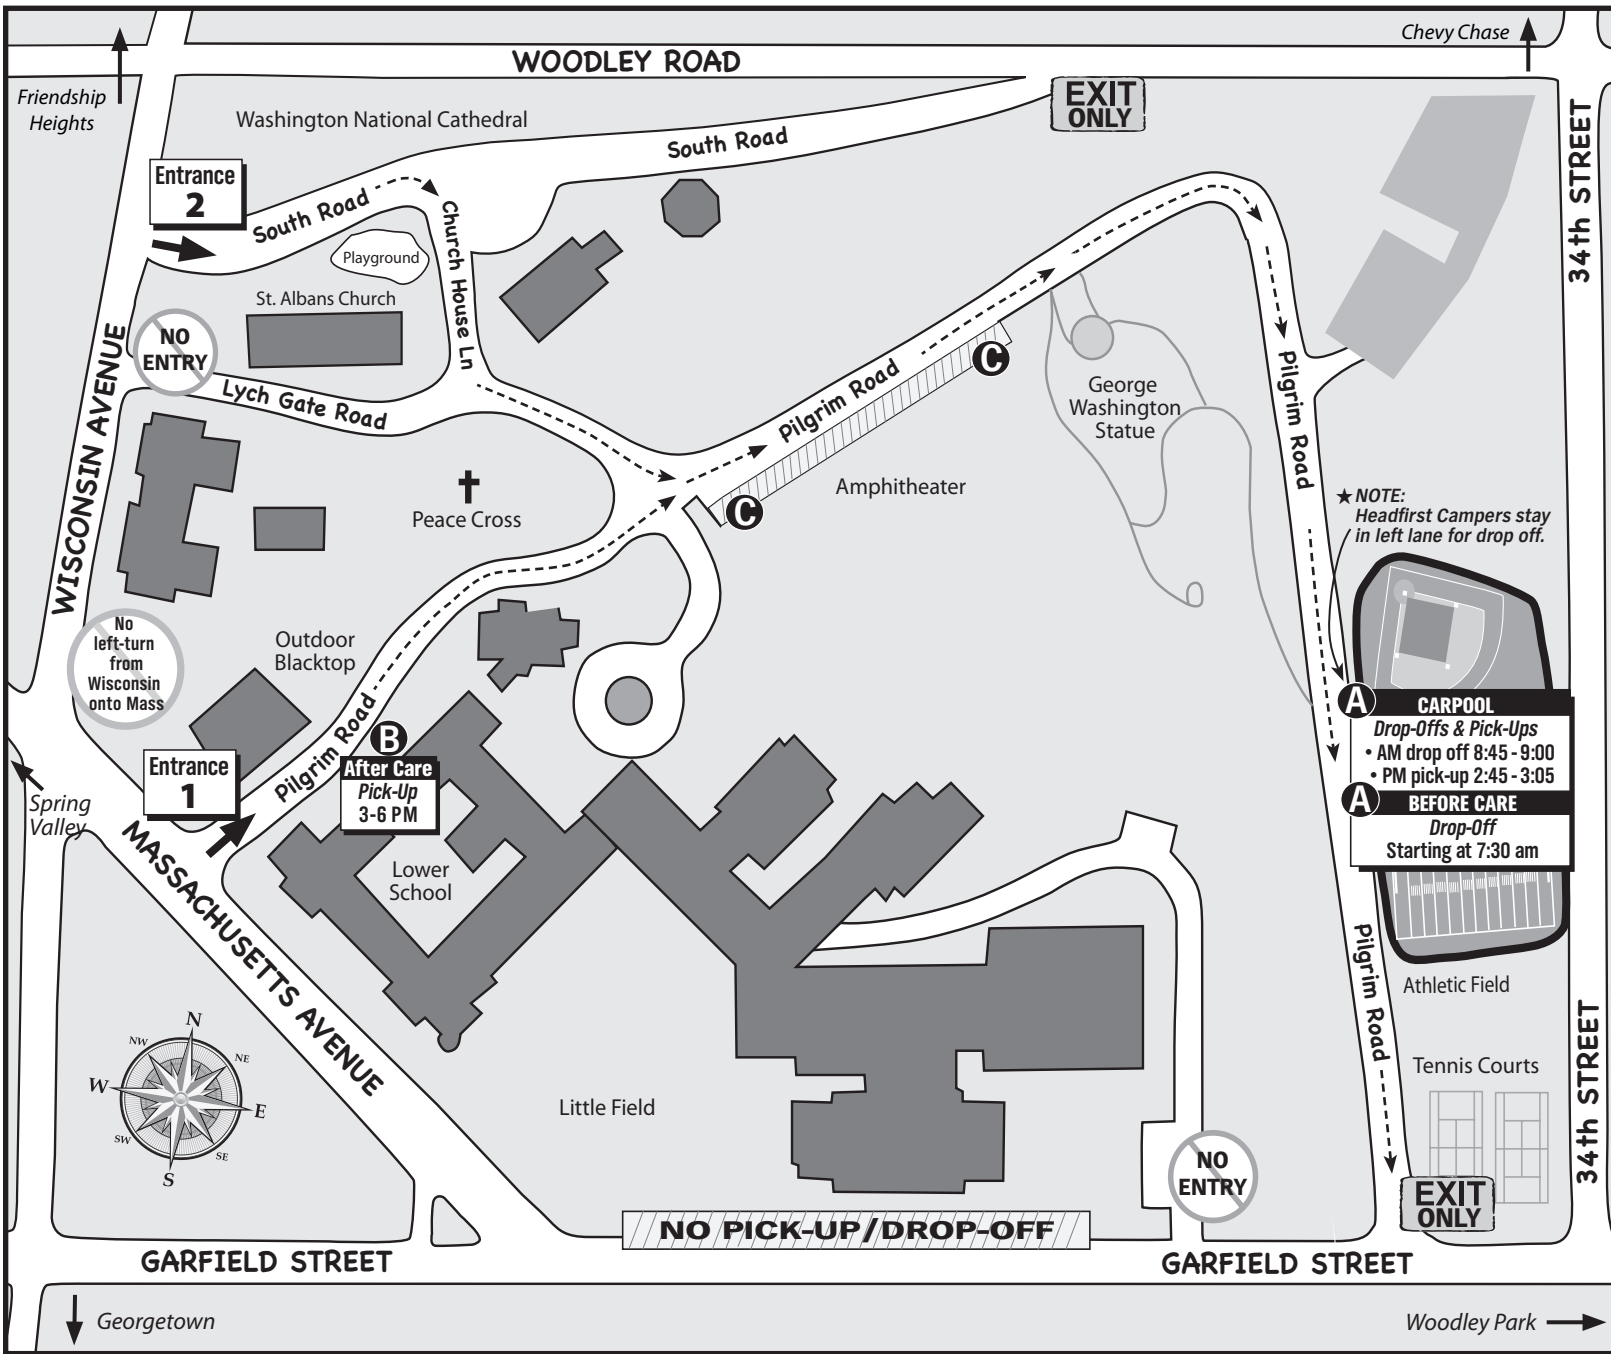 Chevy Chase
WOODLEY ROAD
Friendship
Heights
Washington National Cathedral
EXIT
ONLY
South Road
34th STREET
Entrance
2
South Road
Church House Ln
Playground
St. Albans Church
NO
ENTRY
WISCONSIN AVENUE
Lych Gate Road
Pilgrim Road
C
C
George
Washington
Statue
Pilgrim Road
Amphitheater
Peace Cross
★ NOTE:
Headfirst Campers stay
in left lane for drop off.
No
left-turn
from
Wisconsin
onto Mass
Outdoor
Blacktop
Pilgrim Road
A
CARPOOL
Drop-Offs & Pick-Ups
• AM drop off 8:45 - 9:00
• PM pick-up 2:45 - 3:05
A
BEFORE CARE
Drop-Off
Starting at 7:30 am
B
After Care
Pick-Up
3-6 PM
Entrance
1
Spring
Valley
MASSACHUSETTS AVENUE
Lower
School
Pilgrim Road
Athletic Field
Tennis Courts
34th STREET
N
NW
NE
W
E
SW
SE
S
Little Field
NO
ENTRY
EXIT
ONLY
NO PICK-UP/DROP-OFF
GARFIELD STREET
GARFIELD STREET
Georgetown
Woodley Park